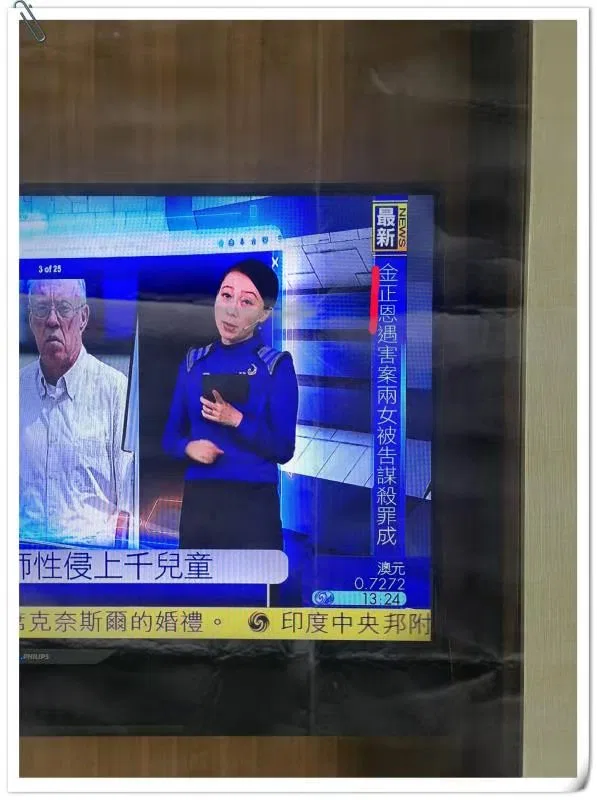 NEWS
最新
3 of 25
X
金正恩遇害案兩女被告謀殺罪成
師性侵上千兒童
澳元
0.7272
13:24
克奈斯爾的婚禮。 印度中央邦附
PHILIPS